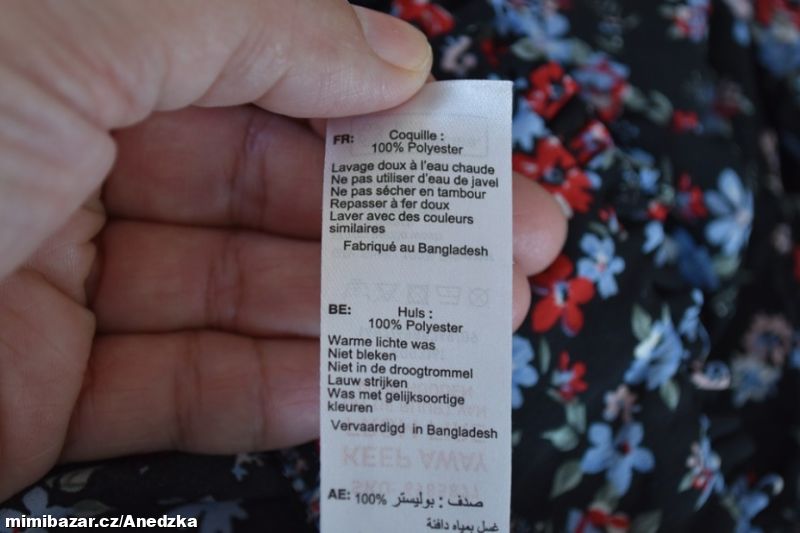 FR: Coquille :
100% Polyester
Lavage doux à l'eau chaude
Ne pas utiliser d'eau de javel
Ne pas sécher en tambour
Repasser à fer doux
Laver avec des couleurs
similaires
Fabriqué au Bangladesh
BE: Huls :
100% Polyester
Warme lichte was
Niet bleken
Niet in de droogtrommel
Lauw strijken
Was met gelijksoortige
kleuren
Vervaardigd in Bangladesh
KEEP AWAY
AE: صدف : بوليستر 100%
غسل بمياه دافئة
mimibazar.cz/Anedzka